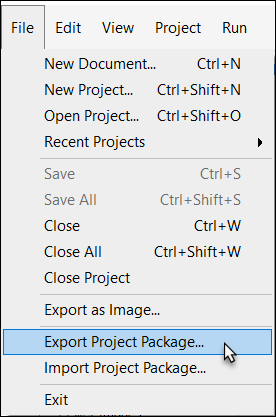 File Edit View Project Run
New Document... Ctrl+N
New Project... Ctrl+Shift+N
Open Project... Ctrl+Shift+O
Recent Projects
Save Ctrl+S
Save All Ctrl+Shift+S
Close Ctrl+W
Close All Ctrl+Shift+W
Close Project
Export as Image...
Export Project Package...
Import Project Package...
Exit